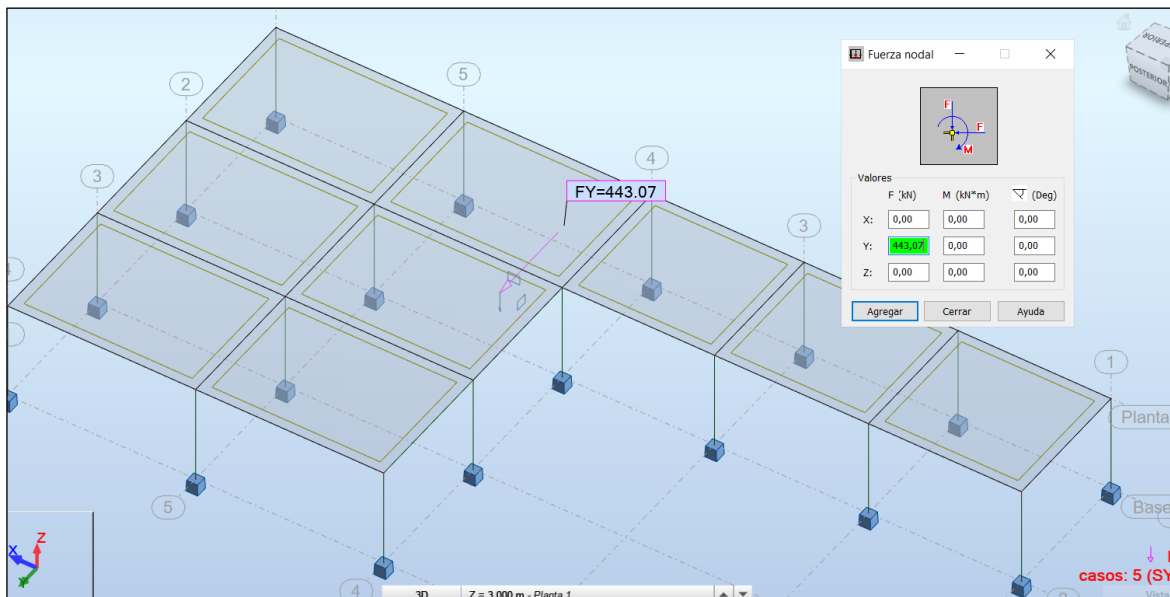 2
5
3
4
FY=443.07
3
1
Planta
Base
5
4
2
Fuerza nodal
F
F
M
Valores
F (kN) M (kN*m) (Deg)
X: 0,00 0,00 0,00
Y: 443,07 0,00 0,00
Z: 0,00 0,00 0,00
Agregar Cerrar Ayuda
POSTERIOR
X Z Y
3D Z = 3.000 m - Planta 1
casos: 5 (SY
Vista